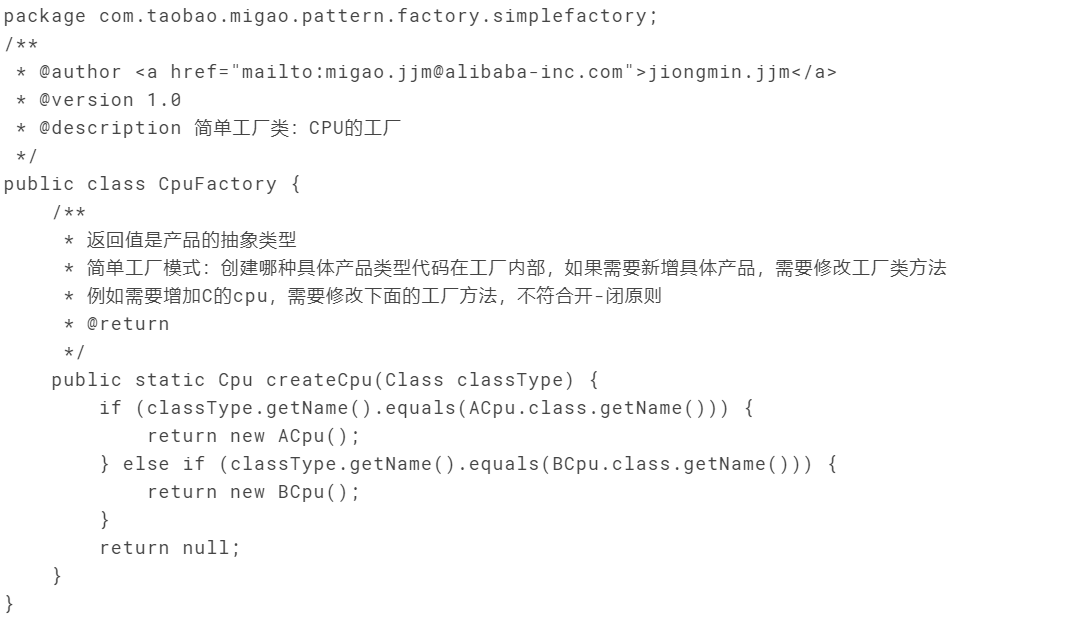 package com.taobao.migao.pattern.factory.simplefactory;
/**
 * @author <a href="mailto:migao.jjm@alibaba-inc.com">jiongmin.jjm</a>
 * @version 1.0
 * @description 简单工厂类：CPU的工厂
 */
public class CpuFactory {
    /**
     * 返回值是产品的抽象类型
     * 简单工厂模式：创建哪种具体产品类型代码在工厂内部，如果需要新增具体产品，需要修改工厂类方法
     * 例如需要增加C的cpu，需要修改下面的工厂方法，不符合开-闭原则
     * @return
     */
    public static Cpu createCpu(Class classType) {
        if (classType.getName().equals(ACpu.class.getName())) {
            return new ACpu();
        } else if (classType.getName().equals(BCpu.class.getName())) {
            return new BCpu();
        }
        return null;
    }
}